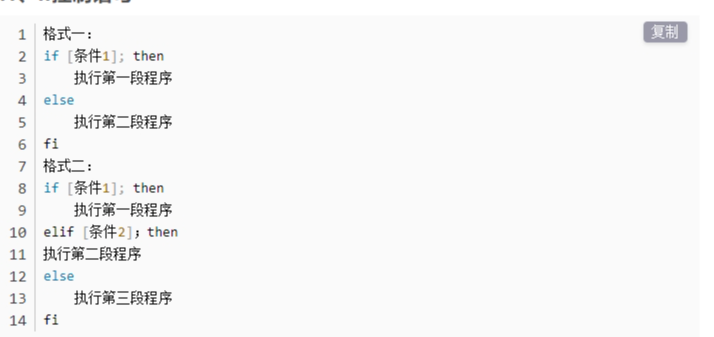 复制
1 格式一：
2 if [条件1]; then
3     执行第一段程序
4 else
5     执行第二段程序
6 fi
7 格式二：
8 if [条件1]; then
9     执行第一段程序
10 elif [条件2]；then
11 执行第二段程序
12 else
13     执行第三段程序
14 fi